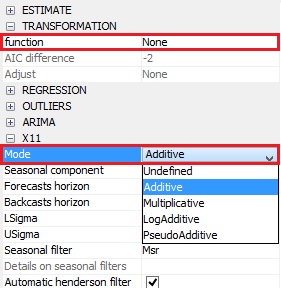 ESTIMATE
TRANSFORMATION
function None
AIC difference -2
Adjust None
REGRESSION
OUTLIERS
ARIMA
X11
Mode Additive
Seasonal component Undefined
Forecasts horizon Additive
Backcasts horizon Multiplicative
LSigma LogAdditive
USigma PseudoAdditive
Seasonal filter Msr
Details on seasonal filters
Automatic henderson filter